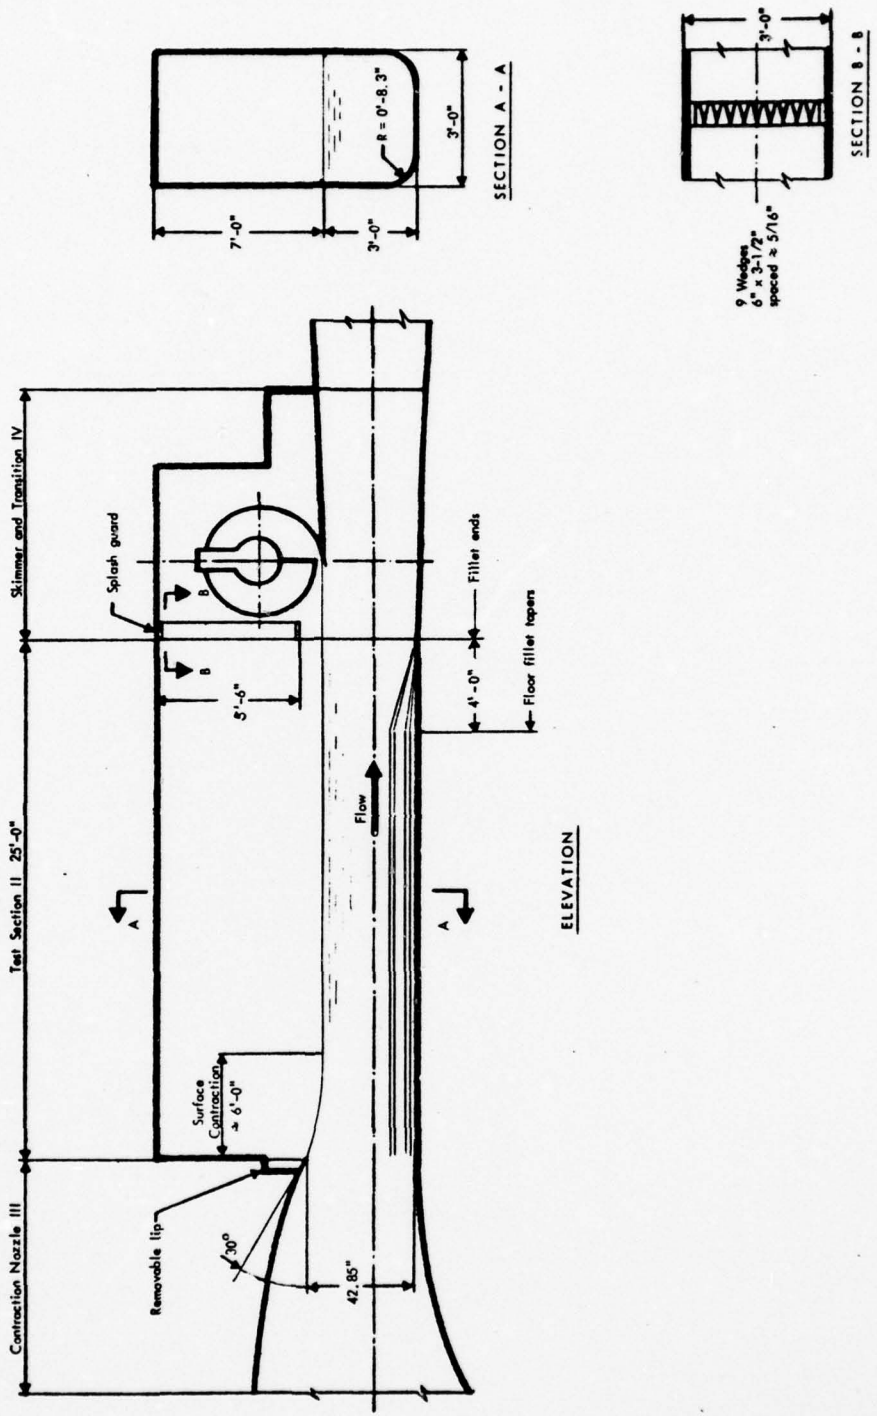 Contraction Nozzle III
Test Section II 25'-0"
Skimmer and Transition IV
Removable lip
30°
42.85"
Surface
Contraction
≈ 6'-0"
A
A
5'-6"
B
B
Splash guard
Flow
4'-0"
Fillet ends
Floor fillet tapers
ELEVATION
7'-0"
3'-0"
R = 0'-8.3"
3'-0"
SECTION A - A
9 Wedges
6" x 3-1/2"
spaced ≈ 5/16"
3'-0"
SECTION B - B